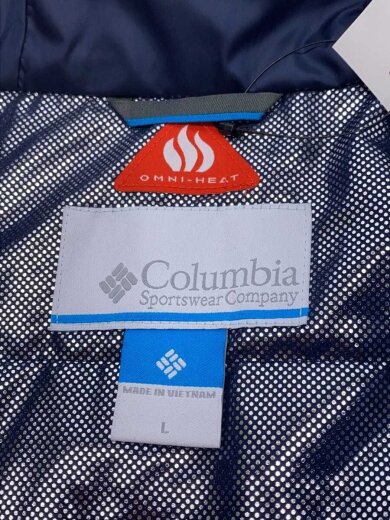 OMNI-HEAT
Columbia
Sportswear Company
MADE IN VIETNAM
L